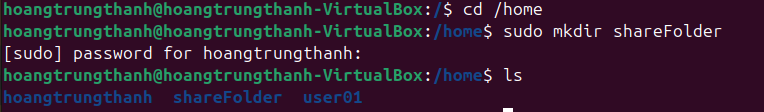 hoangtrungthanh@hoangtrungthanh-VirtualBox:/$ cd /home
hoangtrungthanh@hoangtrungthanh-VirtualBox:/home$ sudo mkdir shareFolder
[sudo] password for hoangtrungthanh:
hoangtrungthanh@hoangtrungthanh-VirtualBox:/home$ ls
hoangtrungthanh  shareFolder  user01